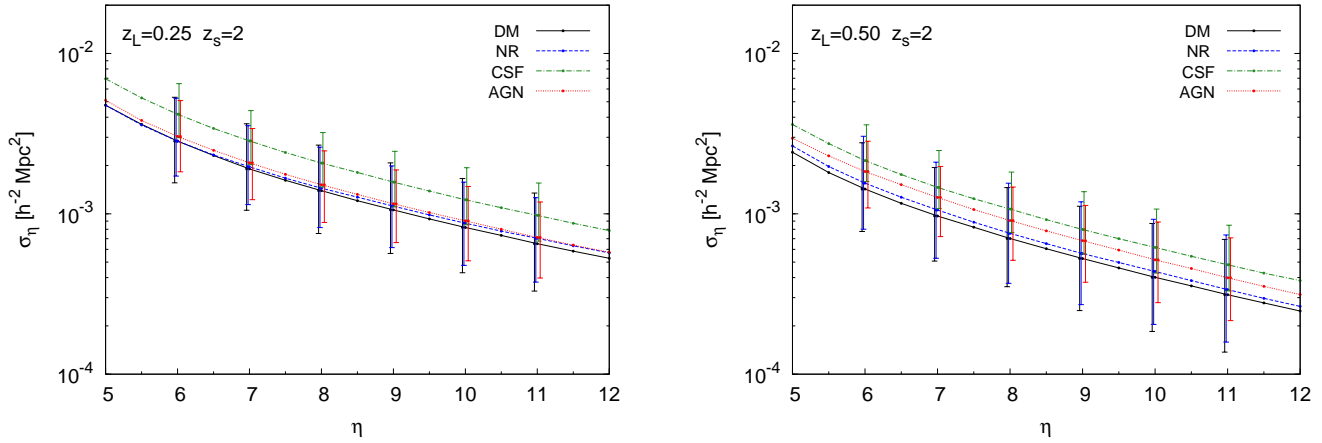 z_L=0.25 z_s=2
DM
NR
CSF
AGN
10^-2
10^-3
10^-4
σ_η [h^-2 Mpc^2]
5 6 7 8 9 10 11 12
η
z_L=0.50 z_s=2
DM
NR
CSF
AGN
10^-2
10^-3
10^-4
σ_η [h^-2 Mpc^2]
5 6 7 8 9 10 11 12
η